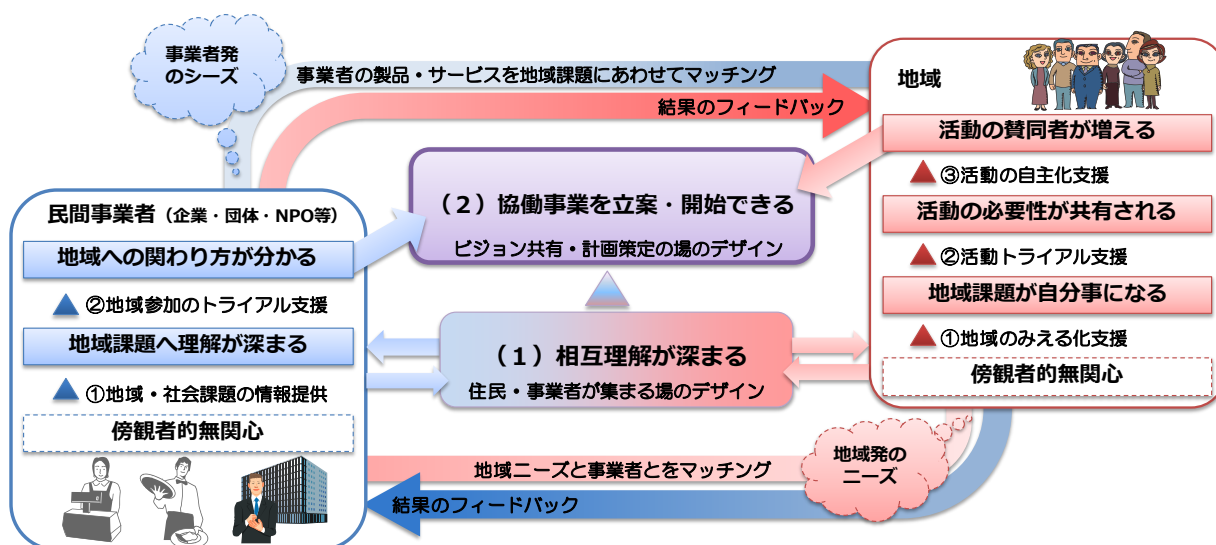 事業者発
のシーズ
事業者の製品・サービスを地域課題にあわせてマッチング
結果のフィードバック
民間事業者（企業・団体・NPO等）
地域への関わり方が分かる
②地域参加のトライアル支援
地域課題へ理解が深まる
①地域・社会課題の情報提供
傍観者的無関心
（２）協働事業を立案・開始できる
ビジョン共有・計画策定の場のデザイン
（１）相互理解が深まる
住民・事業者が集まる場のデザイン
地域
活動の賛同者が増える
③活動の自主化支援
活動の必要性が共有される
②活動トライアル支援
地域課題が自分事になる
①地域のみえる化支援
傍観者的無関心
地域発の
ニーズ
地域ニーズと事業者とをマッチング
結果のフィードバック